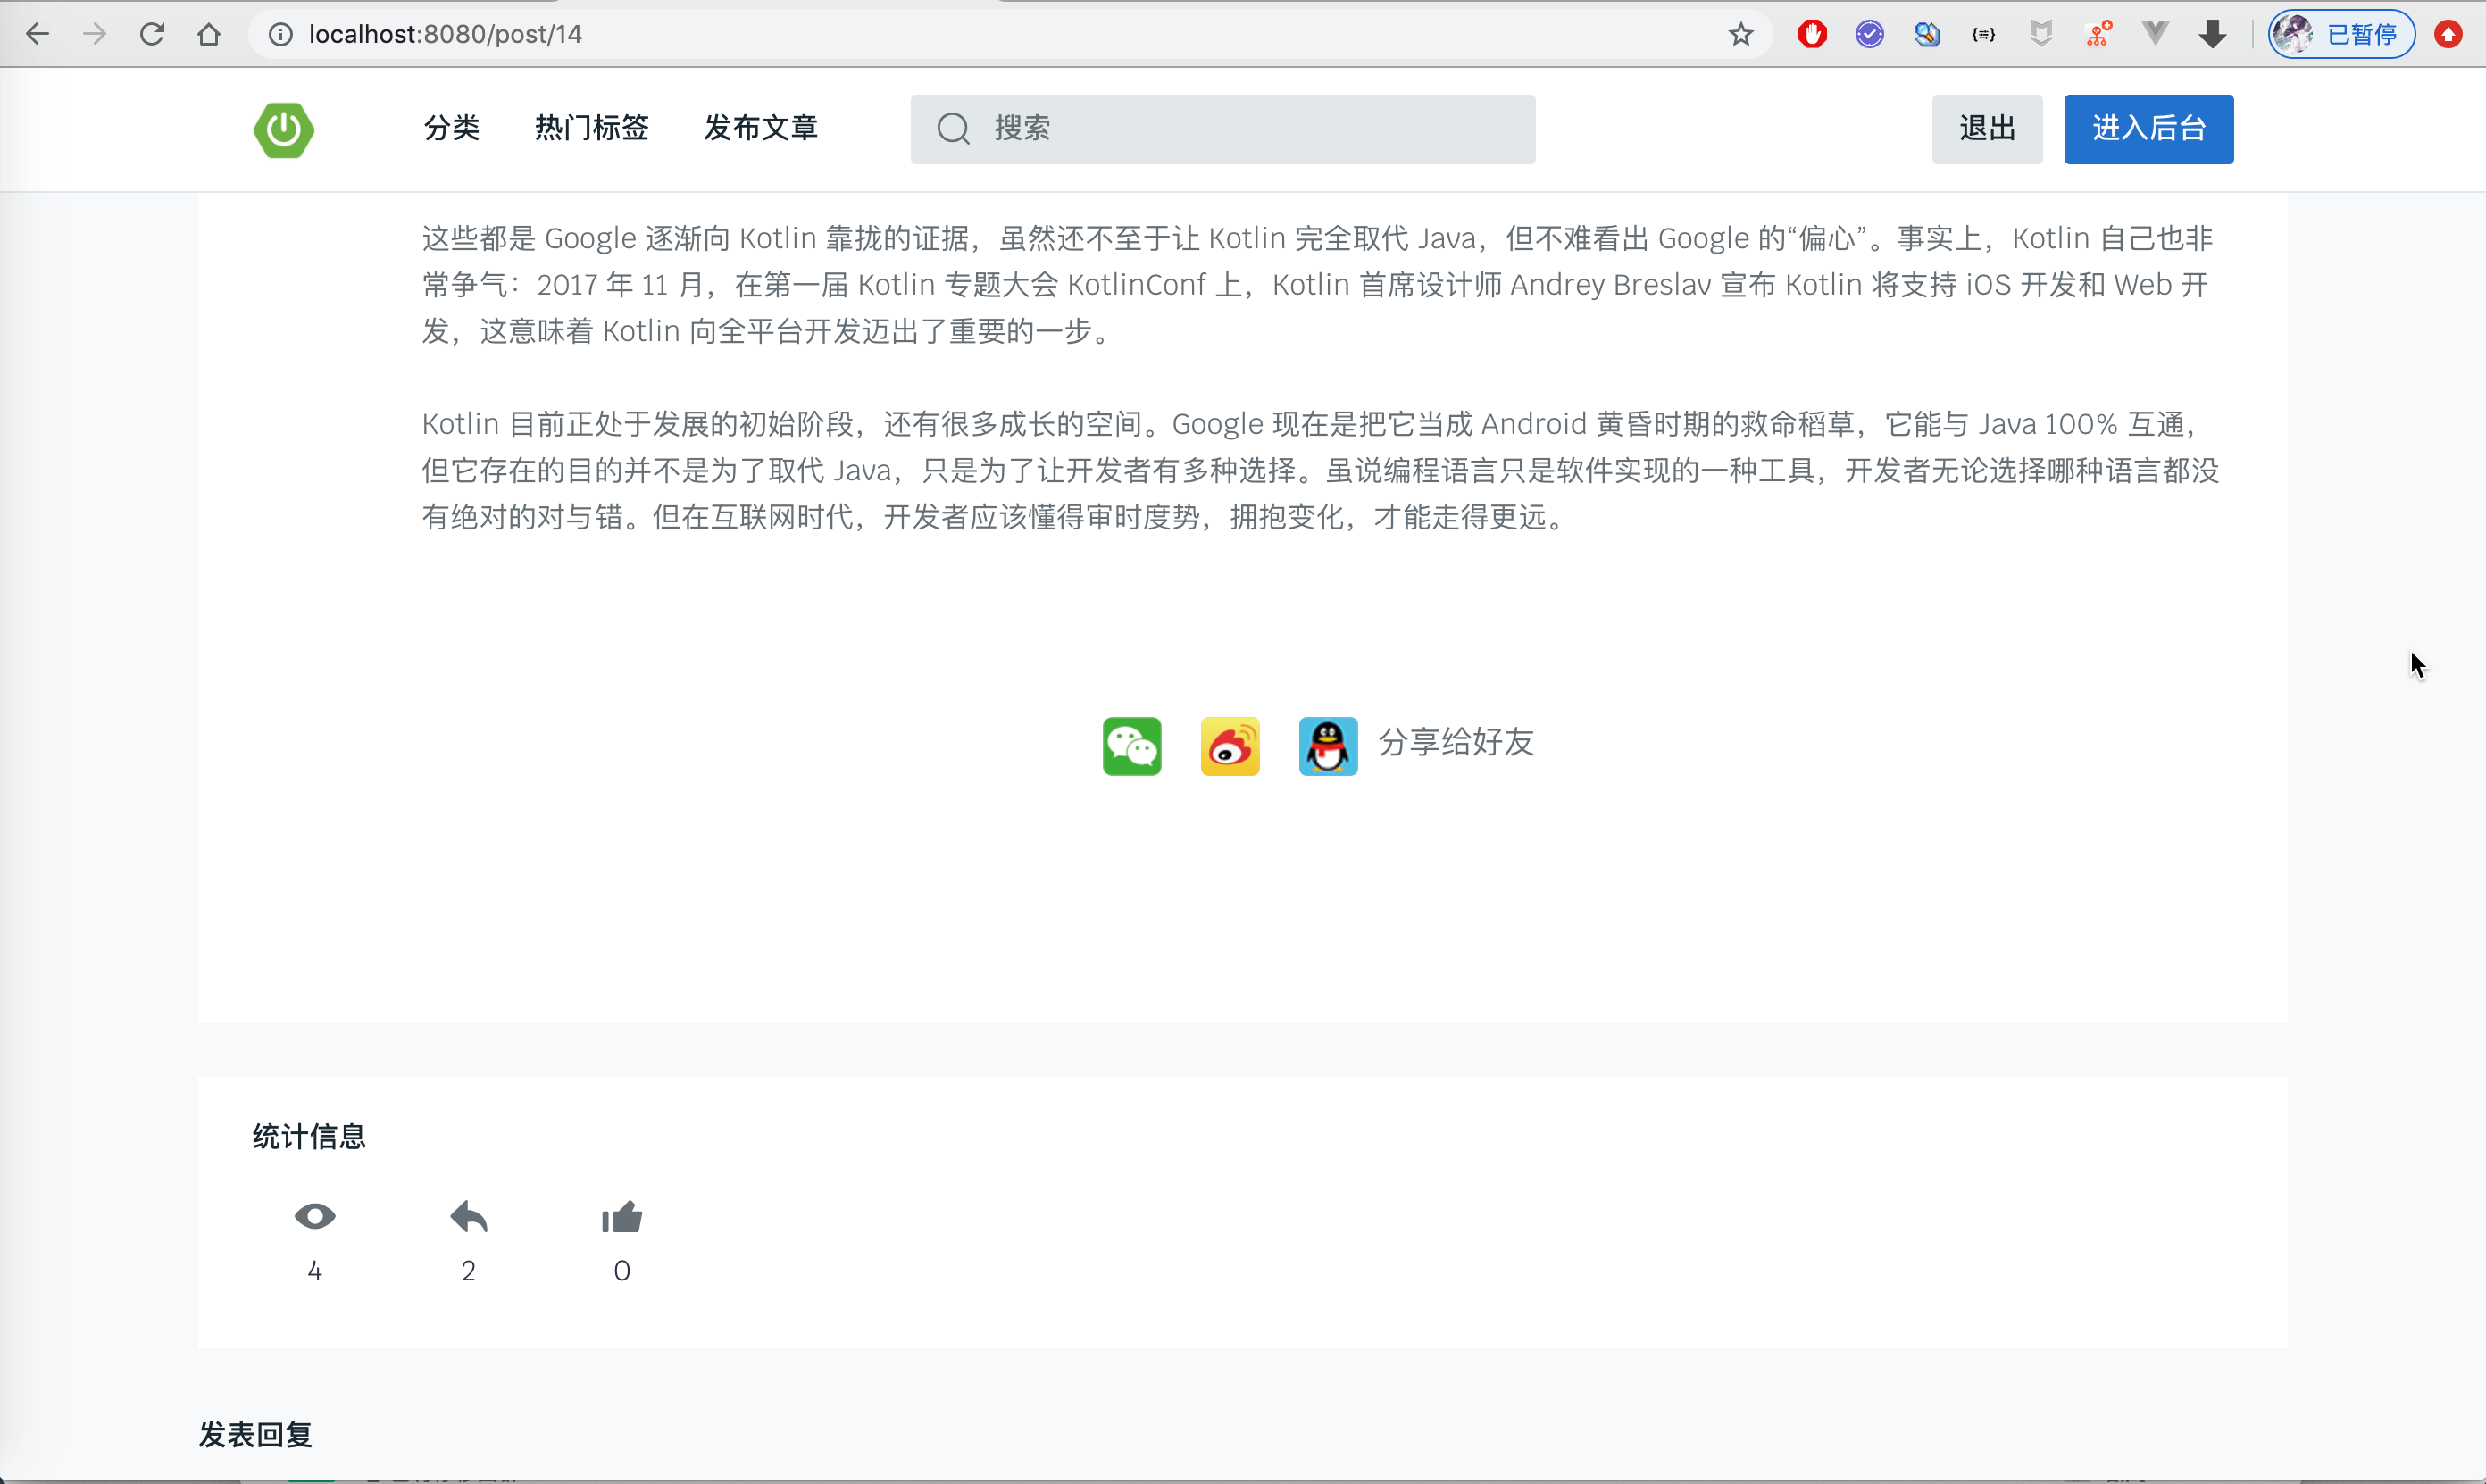 localhost:8080/post/14
已暂停
分类 热门标签 发布文章 搜索 退出 进入后台
这些都是 Google 逐渐向 Kotlin 靠拢的证据，虽然还不至于让 Kotlin 完全取代 Java，但不难看出 Google 的“偏心”。事实上，Kotlin 自己也非
常争气：2017 年 11 月，在第一届 Kotlin 专题大会 KotlinConf 上，Kotlin 首席设计师 Andrey Breslav 宣布 Kotlin 将支持 iOS 开发和 Web 开
发，这意味着 Kotlin 向全平台开发迈出了重要的一步。
Kotlin 目前正处于发展的初始阶段，还有很多成长的空间。Google 现在是把它当成 Android 黄昏时期的救命稻草，它能与 Java 100% 互通，
但它存在的目的并不是为了取代 Java，只是为了让开发者有多种选择。虽说编程语言只是软件实现的一种工具，开发者无论选择哪种语言都没
有绝对的对与错。但在互联网时代，开发者应该懂得审时度势，拥抱变化，才能走得更远。
分享给好友
统计信息
4 2 0
发表回复